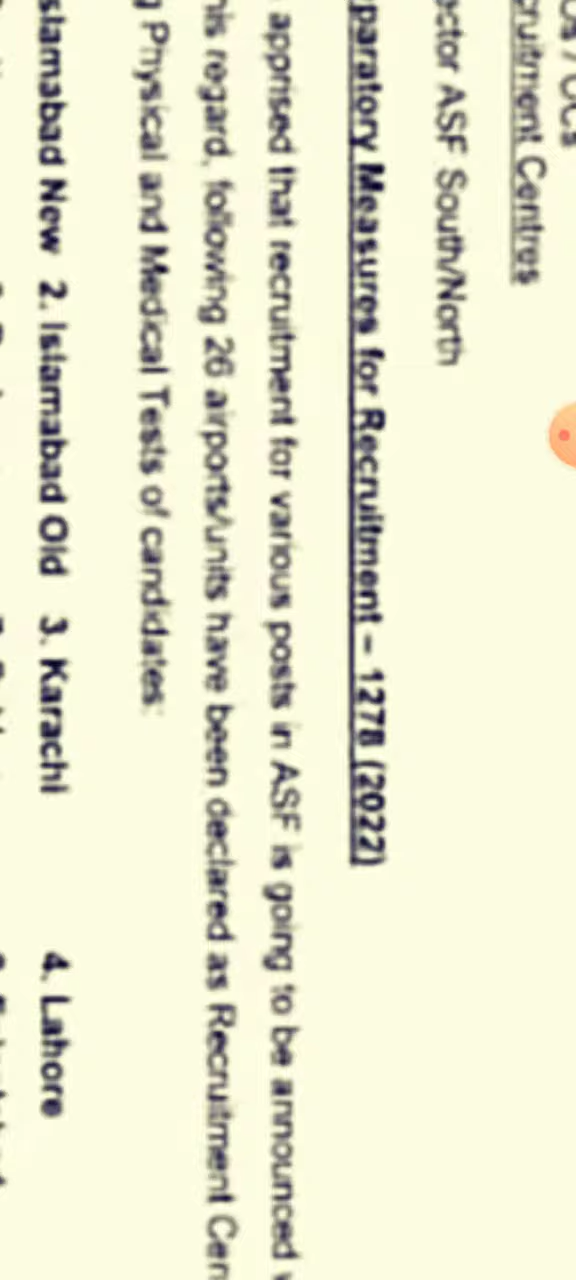 cruitment Centres
ector ASF South/North
paratory Measures for Recruitment – 1278 (2022)
apprised that recruitment for various posts in ASF is going to be announced
his regard, following 26 airports/units have been declared as Recruitment Cen
g Physical and Medical Tests of candidates:
slamabad New 2. Islamabad Old 3. Karachi 4. Lahore